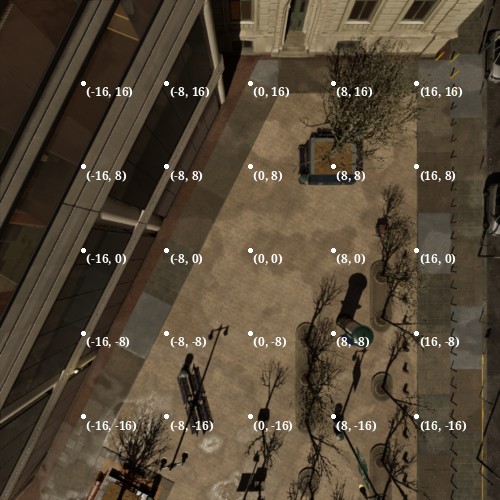 (-16, 16) (-8, 16) (0, 16) (8, 16) (16, 16)
(-16, 8) (-8, 8) (0, 8) (8, 8) (16, 8)
(-16, 0) (-8, 0) (0, 0) (8, 0) (16, 0)
(-16, -8) (-8, -8) (0, -8) (8, -8) (16, -8)
(-16, -16) (-8, -16) (0, -16) (8, -16) (16, -16)